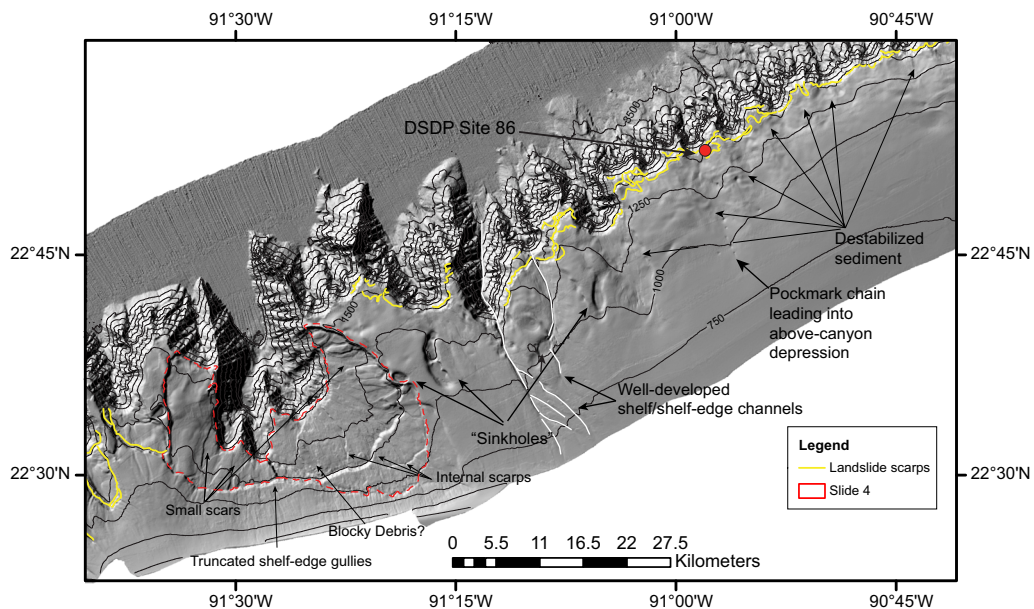 91°30'W
91°15'W
91°00'W
90°45'W
DSDP Site 86
3500
1250
1000
750
1500
22°45'N
22°45'N
Destabilized
sediment
Pockmark chain
leading into
above-canyon
depression
Well-developed
shelf/shelf-edge channels
"Sinkholes"
Legend
Landslide scarps
Slide 4
22°30'N
22°30'N
Internal scarps
Small scars
Blocky Debris?
Truncated shelf-edge gullies
0 5.5 11 16.5 22 27.5
Kilometers
91°30'W
91°15'W
91°00'W
90°45'W